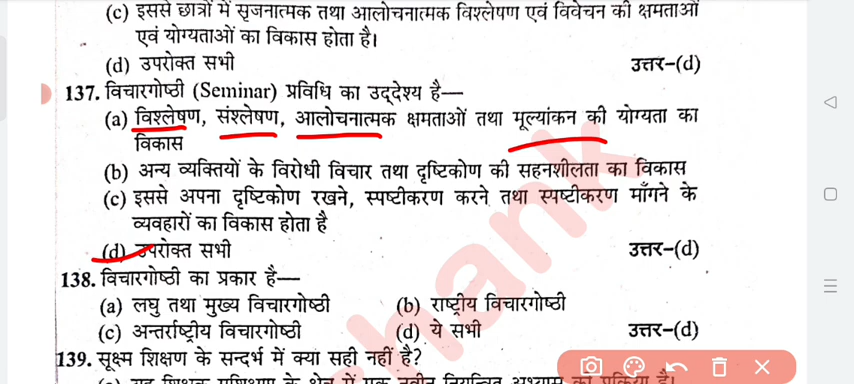 (c) इससे छात्रों में सृजनात्मक तथा आलोचनात्मक विश्लेषण एवं विवेचन की क्षमताओं
एवं योग्यताओं का विकास होता है।
(d) उपरोक्त सभी उत्तर–(d)
137. विचारगोष्ठी (Seminar) प्रविधि का उद्देश्य है—
(a) विश्लेषण, संश्लेषण, आलोचनात्मक क्षमताओं तथा मूल्यांकन की योग्यता का
विकास
(b) अन्य व्यक्तियों के विरोधी विचार तथा दृष्टिकोण की सहनशीलता का विकास
(c) इससे अपना दृष्टिकोण रखने, स्पष्टीकरण करने तथा स्पष्टीकरण माँगने के
व्यवहारों का विकास होता है
(d) उपरोक्त सभी उत्तर–(d)
138. विचारगोष्ठी का प्रकार है—
(a) लघु तथा मुख्य विचारगोष्ठी (b) राष्ट्रीय विचारगोष्ठी
(c) अन्तर्राष्ट्रीय विचारगोष्ठी (d) ये सभी उत्तर–(d)
139. सूक्ष्म शिक्षण के सन्दर्भ में क्या सही नहीं है?